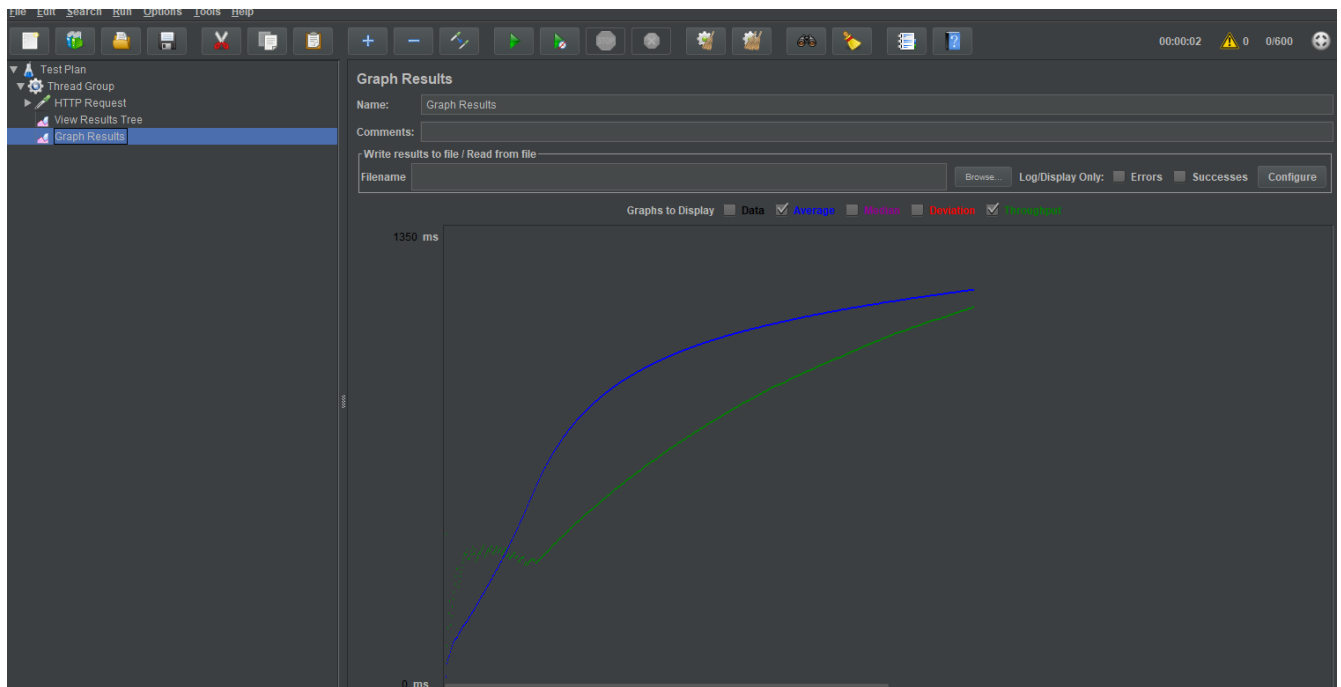 File Edit Search Run Options Tools Help
00:00:02 0 0/600
Test Plan
Thread Group
HTTP Request
View Results Tree
Graph Results
Graph Results
Name: Graph Results
Comments:
Write results to file / Read from file
Filename Browse... Log/Display Only: Errors Successes Configure
Graphs to Display Data Average Median Deviation Throughput
1350 ms
0 ms